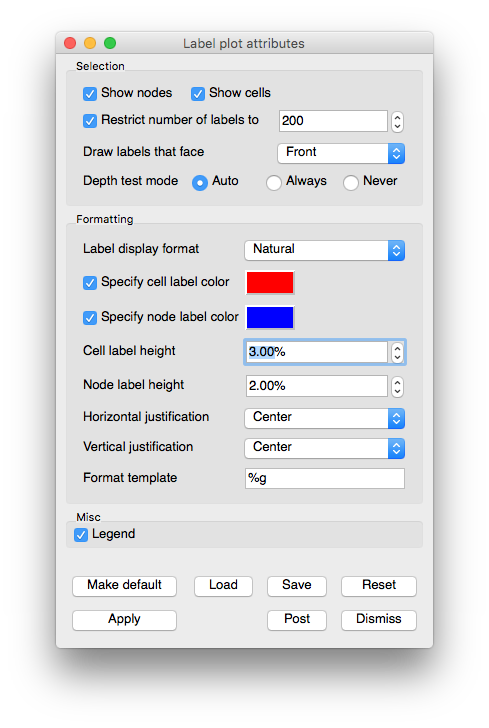 Label plot attributes
Selection
Show nodes Show cells
Restrict number of labels to 200
Draw labels that face Front
Depth test mode Auto Always Never
Formatting
Label display format Natural
Specify cell label color
Specify node label color
Cell label height 3.00%
Node label height 2.00%
Horizontal justification Center
Vertical justification Center
Format template %g
Misc
Legend
Make default Load Save Reset
Apply Post Dismiss